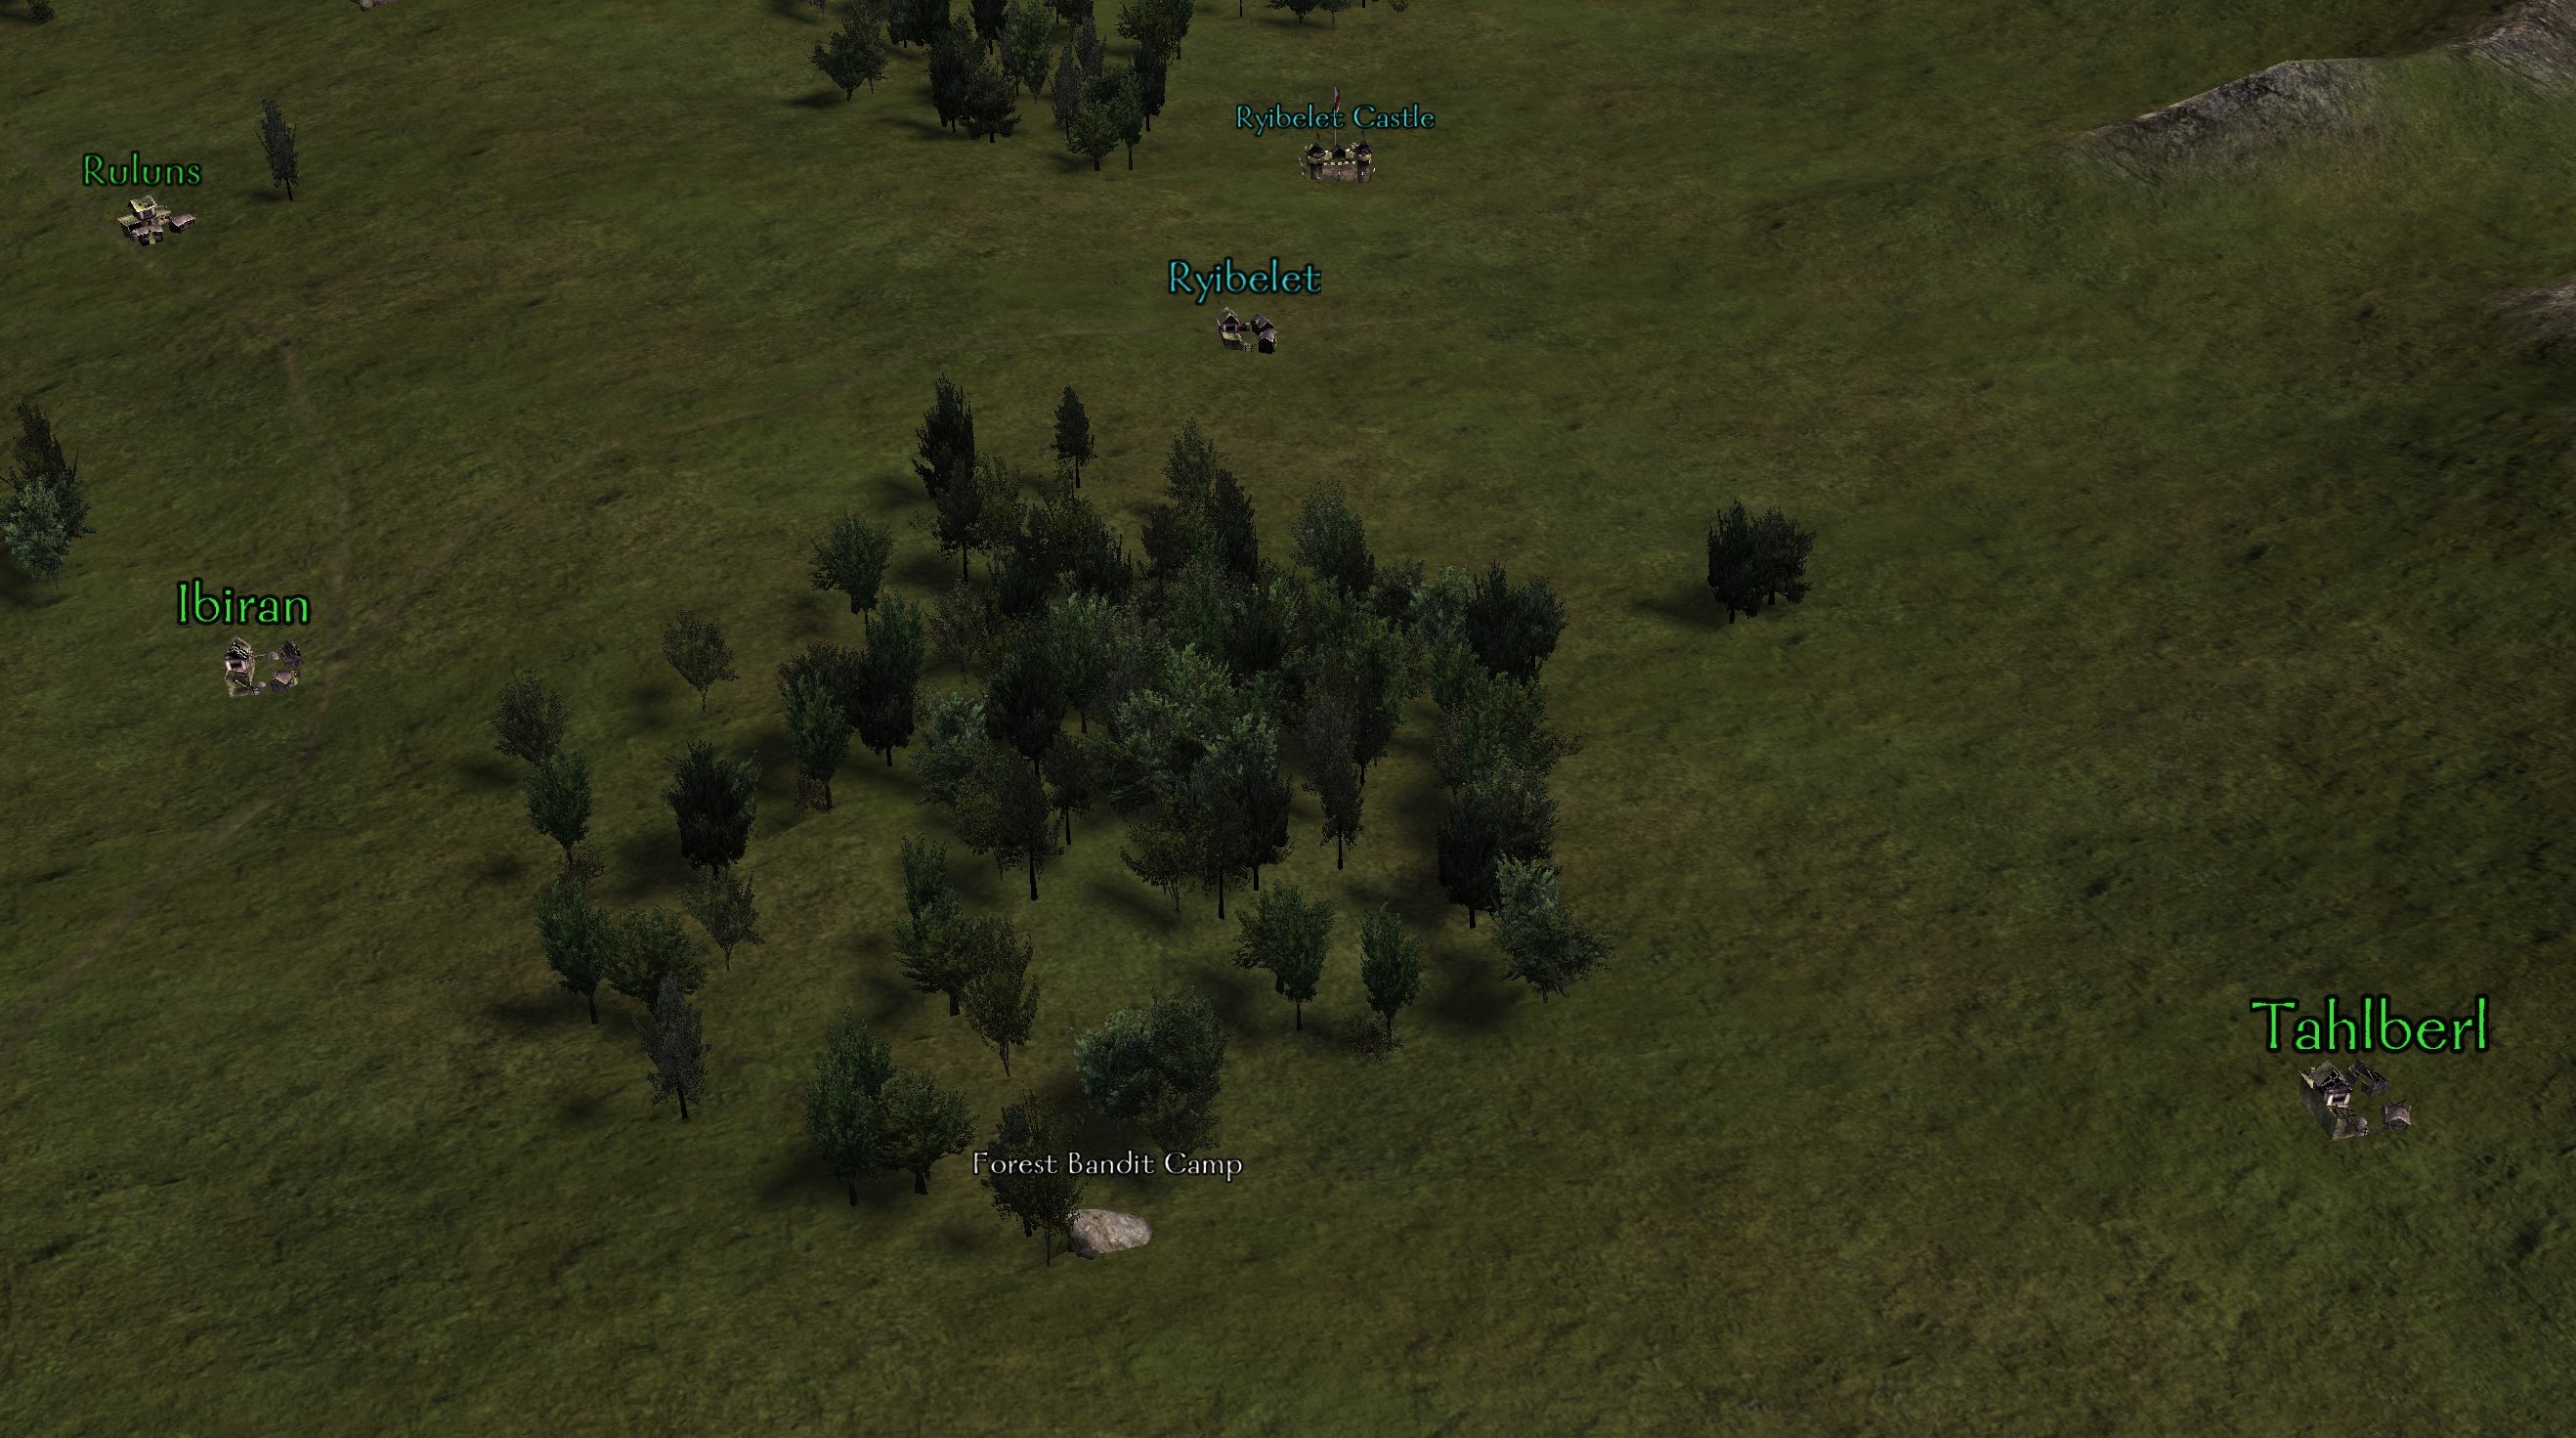 Ryibelet Castle
Ruluns
Ryibelet
Ibiran
Tahlberl
Forest Bandit Camp